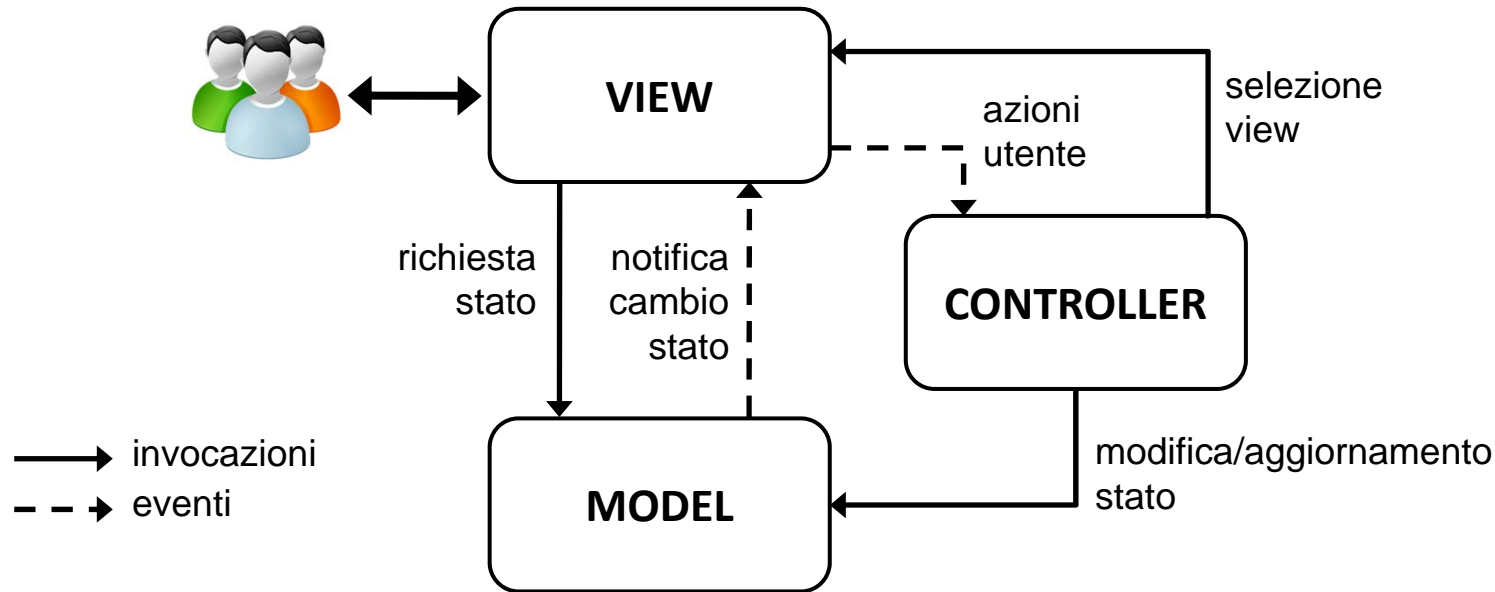 VIEW
selezione
view
azioni
utente
richiesta
stato
notifica
cambio
stato
CONTROLLER
invocazioni
eventi
MODEL
modifica/aggiornamento
stato